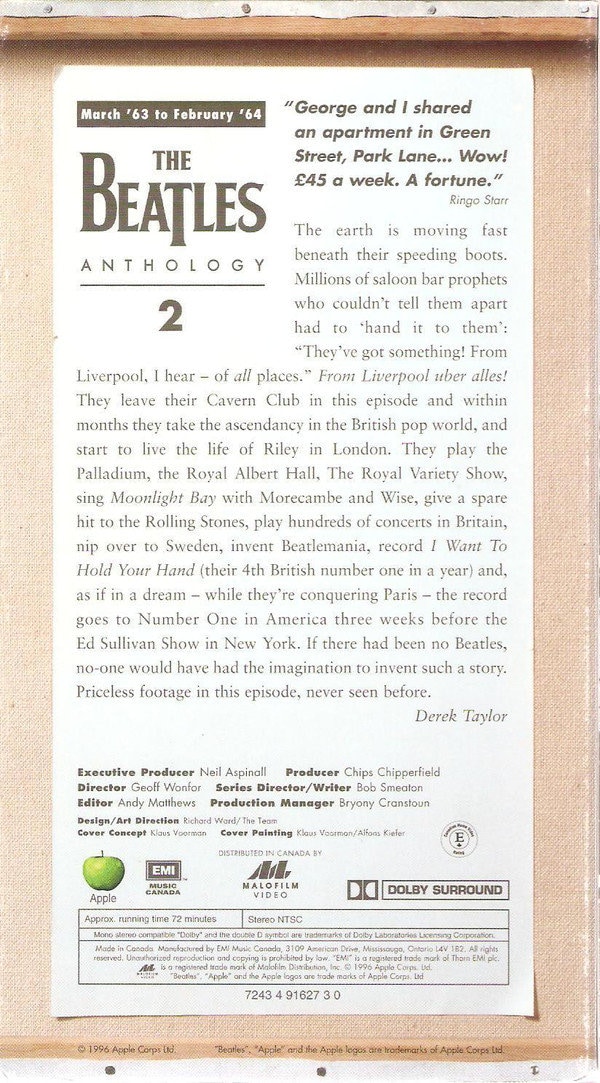 March '63 to February '64
THE
BEATLES
ANTHOLOGY
2
"George and I shared
an apartment in Green
Street, Park Lane... Wow!
£45 a week. A fortune."
Ringo Starr
The earth is moving fast
beneath their speeding boots.
Millions of saloon bar prophets
who couldn't tell them apart
had to 'hand it to them':
"They've got something! From
Liverpool, I hear – of all places." From Liverpool uber alles!
They leave their Cavern Club in this episode and within
months they take the ascendancy in the British pop world, and
start to live the life of Riley in London. They play the
Palladium, the Royal Albert Hall, The Royal Variety Show,
sing Moonlight Bay with Morecambe and Wise, give a spare
hit to the Rolling Stones, play hundreds of concerts in Britain,
nip over to Sweden, invent Beatlemania, record I Want To
Hold Your Hand (their 4th British number one in a year) and,
as if in a dream – while they're conquering Paris – the record
goes to Number One in America three weeks before the
Ed Sullivan Show in New York. If there had been no Beatles,
no-one would have had the imagination to invent such a story.
Priceless footage in this episode, never seen before.
Derek Taylor
Executive Producer Neil Aspinall Producer Chips Chipperfield
Director Geoff Wonfor Series Director/Writer Bob Smeaton
Editor Andy Matthews Production Manager Bryony Cranstoun
Design/Art Direction Richard Ward/The Team
Cover Concept Klaus Voorman Cover Painting Klaus Voorman/Alfons Kiefer
E
DISTRIBUTED IN CANADA BY
Apple
EMI
MUSIC
CANADA
MALOFILM
VIDEO
DOLBY SURROUND
Approx. running time 72 minutes Stereo NTSC
Mono stereo compatible "Dolby" and the double D symbol are trademarks of Dolby Laboratories Licensing Corporation.
Made in Canada. Manufactured by EMI Music Canada, 3109 American Drive, Mississauga, Ontario L4V 1B2. All rights
reserved. Unauthorized reproduction and copying is prohibited by law. "EMI" is a registered trade mark of Thorn EMI plc.
is a registered trade mark of Malofilm Distribution, Inc. © 1996 Apple Corps Ltd.
"Beatles", "Apple" and the Apple logos are trade marks of Apple Corps. Ltd
7243 4 91627 3 0
© 1996 Apple Corps Ltd. "Beatles", "Apple" and the Apple logos are trademarks of Apple Corps Ltd.
1